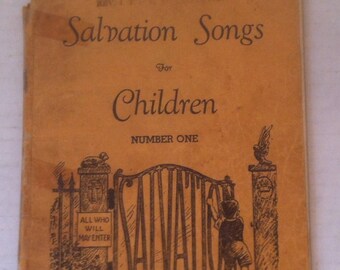 Salvation Songs
For
Children
NUMBER ONE
ALL WHO
WILL
MAY ENTER
SALVATION